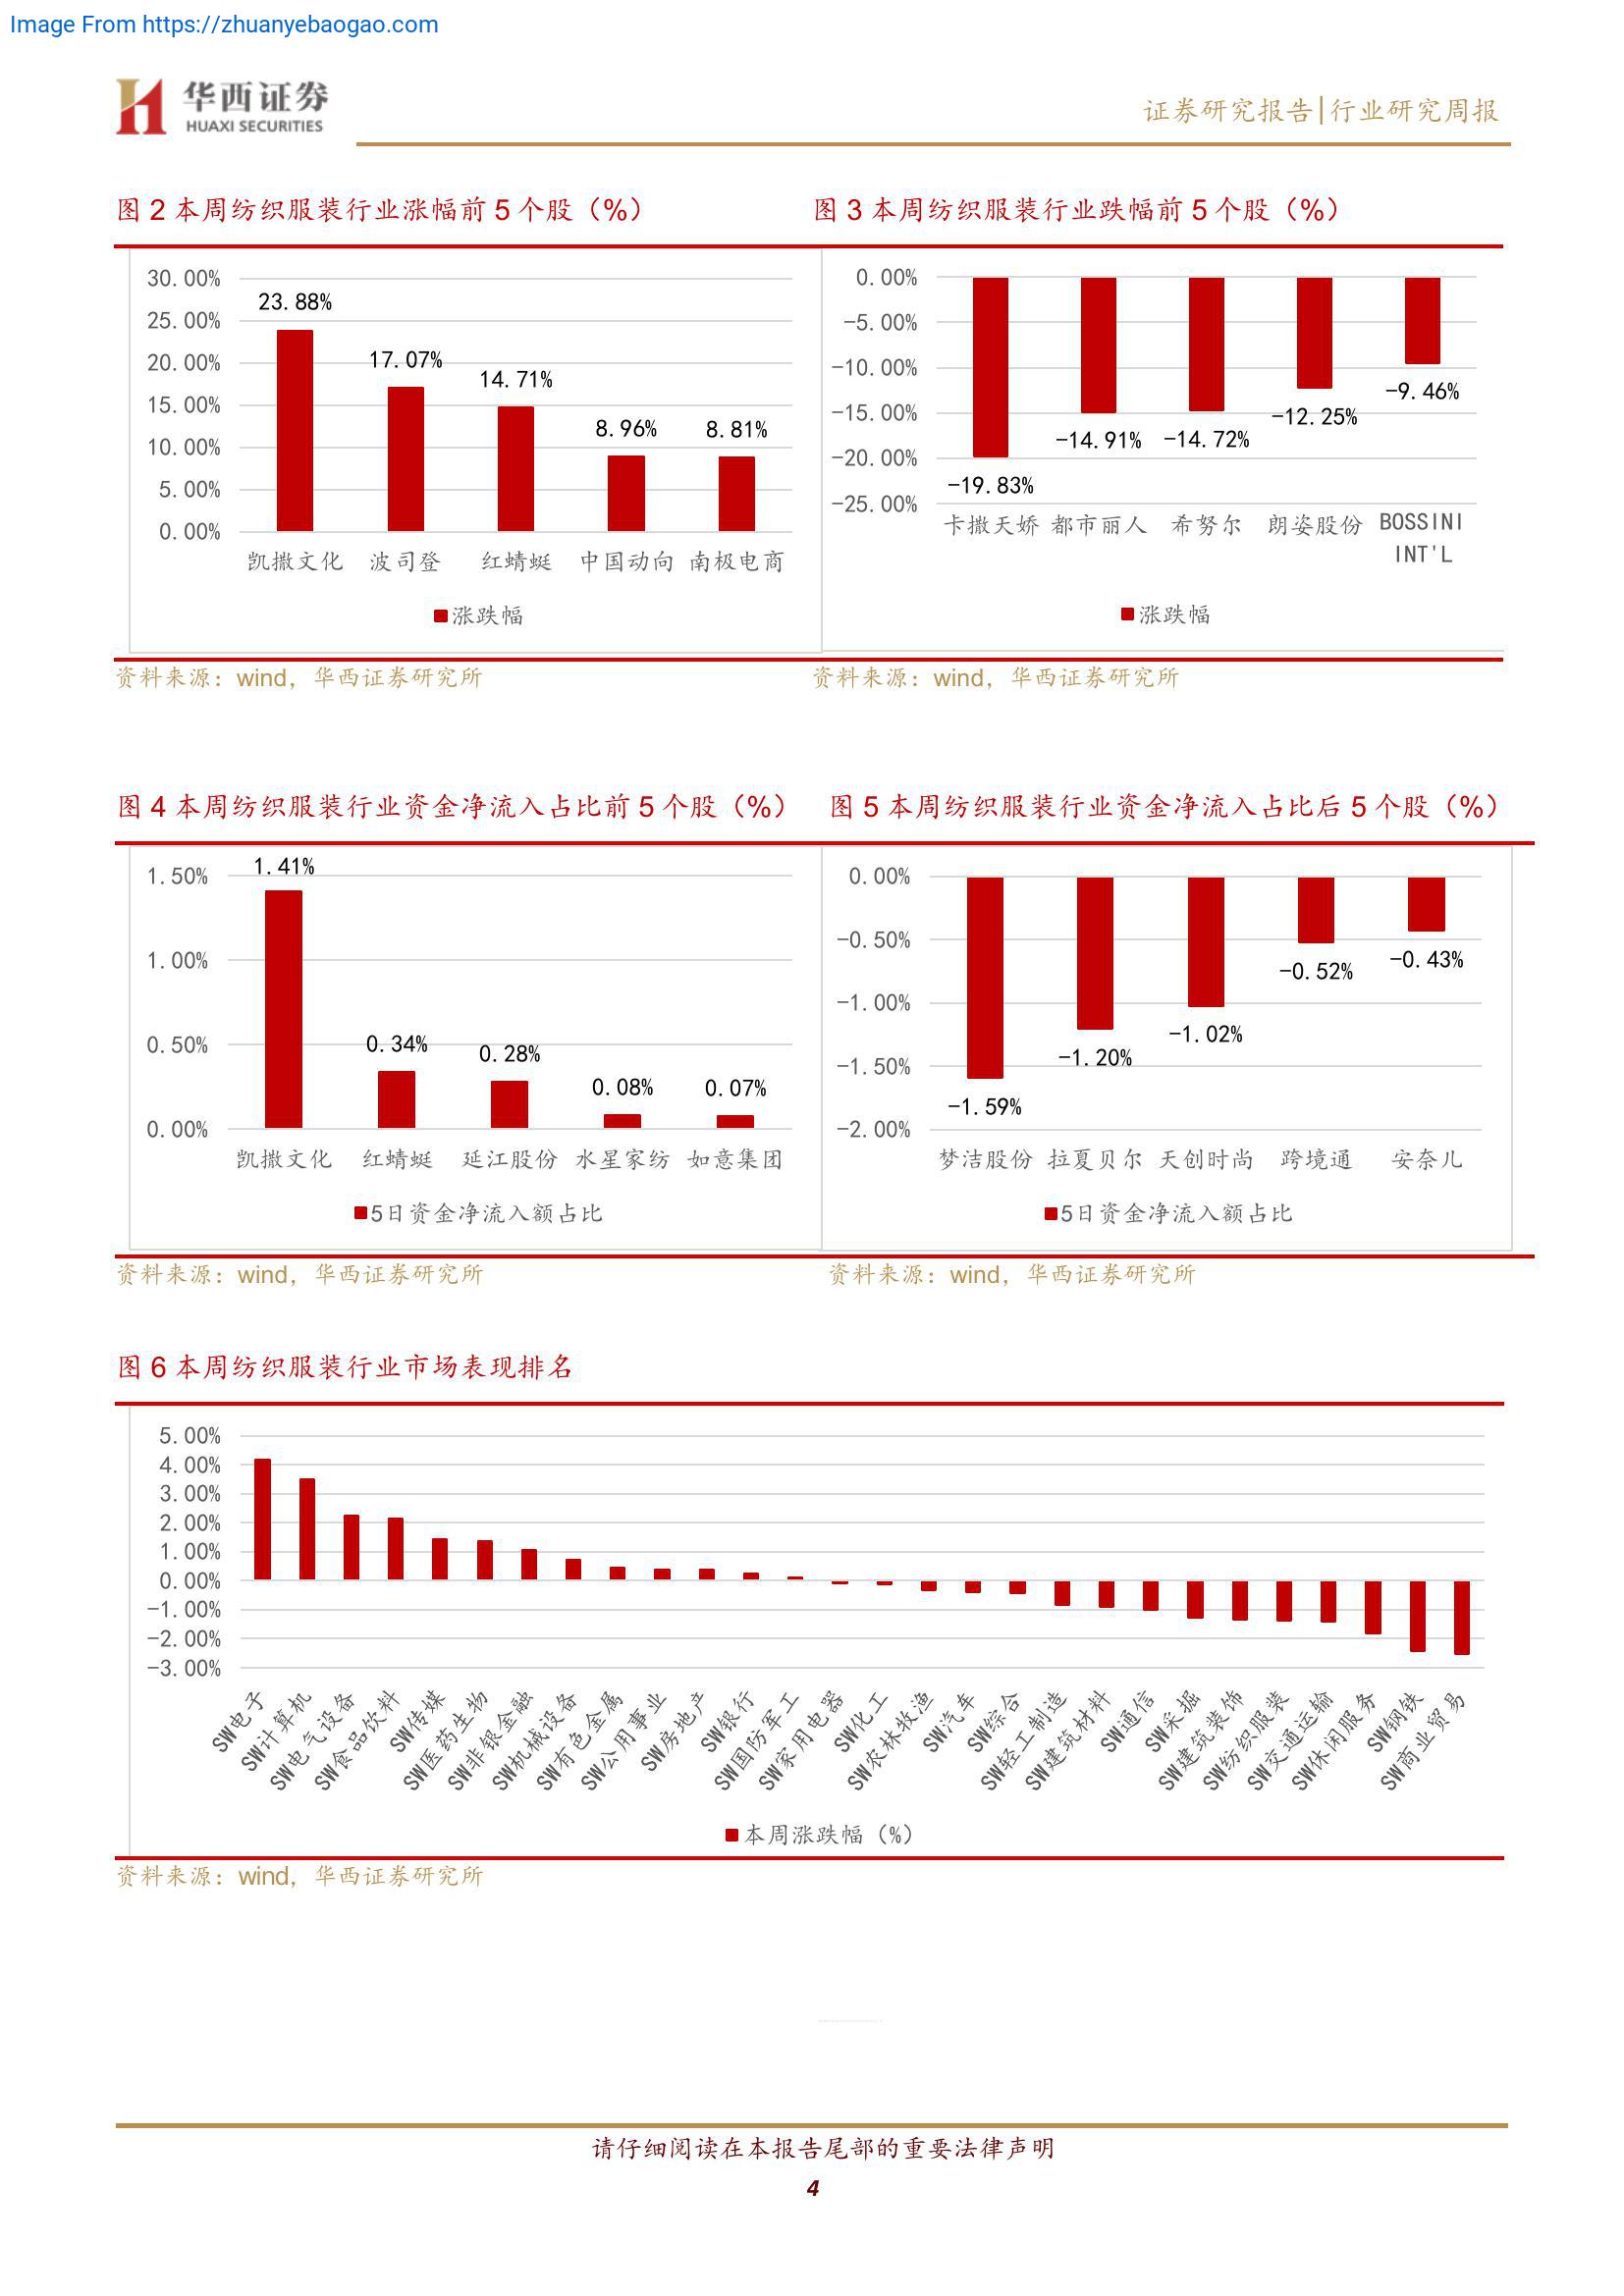 Image From https://zhuanyebaogao.com
华西证券
HUAXI SECURITIES
证券研究报告|行业研究周报
图 2 本周纺织服装行业涨幅前 5 个股（%）
30.00%
25.00%
20.00%
15.00%
10.00%
5.00%
0.00%
23.88%
17.07%
14.71%
8.96%
8.81%
凯撒文化 波司登 红蜻蜓 中国动向 南极电商
涨跌幅
资料来源：wind，华西证券研究所
图 3 本周纺织服装行业跌幅前 5 个股（%）
0.00%
-5.00%
-10.00%
-15.00%
-20.00%
-25.00%
-19.83%
-14.91%
-14.72%
-12.25%
-9.46%
卡撒天娇 都市丽人 希努尔 朗姿股份 BOSSINI
INT'L
涨跌幅
资料来源：wind，华西证券研究所
图 4 本周纺织服装行业资金净流入占比前 5 个股（%）
1.50%
1.00%
0.50%
0.00%
1.41%
0.34%
0.28%
0.08%
0.07%
凯撒文化 红蜻蜓 延江股份 水星家纺 如意集团
5日资金净流入额占比
资料来源：wind，华西证券研究所
图 5 本周纺织服装行业资金净流入占比后 5 个股（%）
0.00%
-0.50%
-1.00%
-1.50%
-2.00%
-1.59%
-1.20%
-1.02%
-0.52%
-0.43%
梦洁股份 拉夏贝尔 天创时尚 跨境通 安奈儿
5日资金净流入额占比
资料来源：wind，华西证券研究所
图 6 本周纺织服装行业市场表现排名
5.00%
4.00%
3.00%
2.00%
1.00%
0.00%
-1.00%
-2.00%
-3.00%
SW电子
SW计算机
SW电气设备
SW食品饮料
SW传媒
SW医药生物
SW非银金融
SW机械设备
SW有色金属
SW公用事业
SW房地产
SW银行
SW国防军工
SW家用电器
SW化工
SW农林牧渔
SW汽车
SW综合
SW轻工制造
SW建筑材料
SW通信
SW采掘
SW建筑装饰
SW纺织服装
SW交通运输
SW休闲服务
SW钢铁
SW商业贸易
本周涨跌幅（%）
资料来源：wind，华西证券研究所
请仔细阅读在本报告尾部的重要法律声明
4